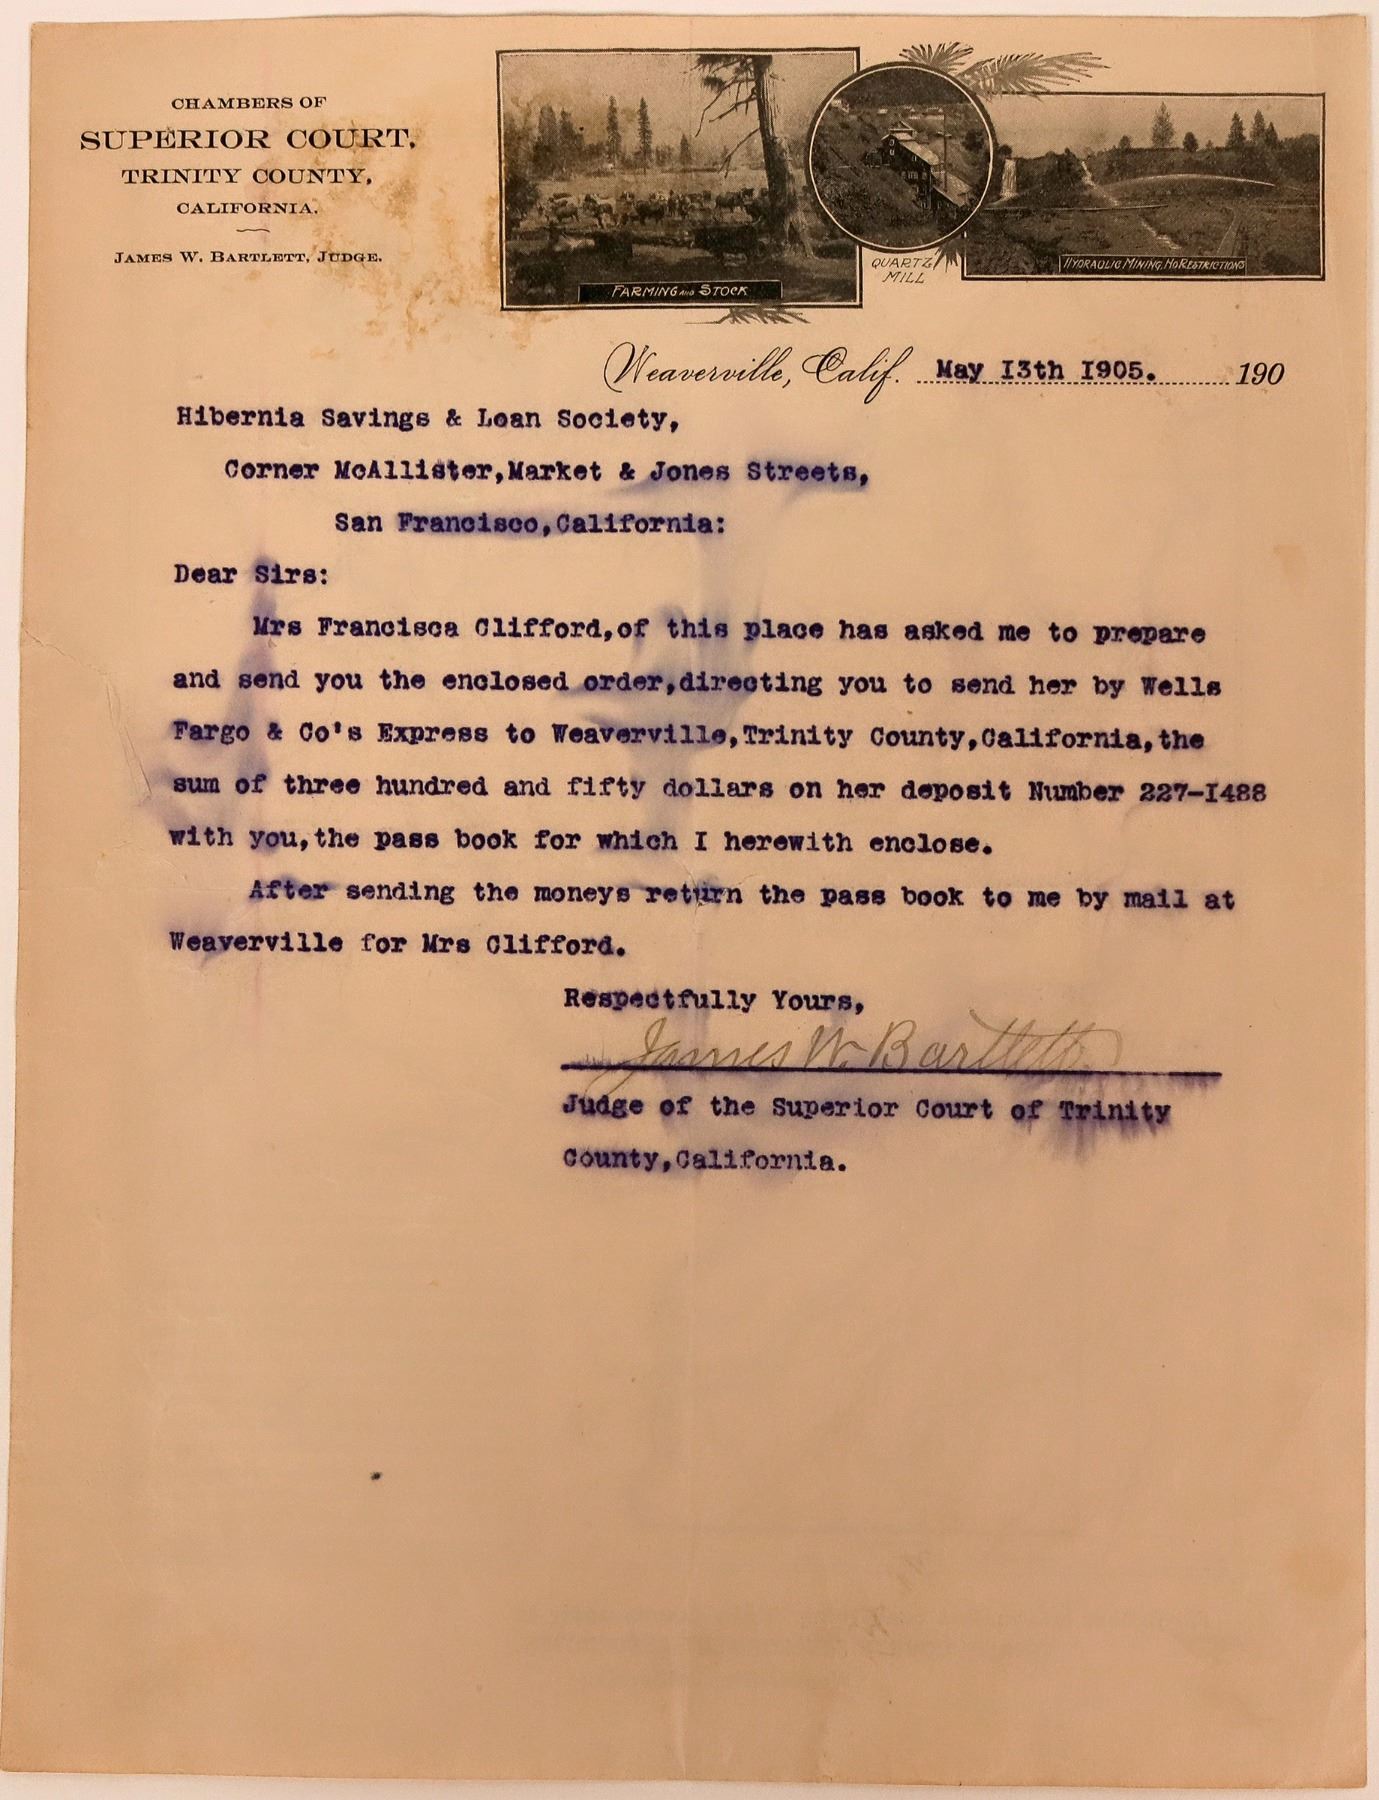 CHAMBERS OF
SUPERIOR COURT,
TRINITY COUNTY,
CALIFORNIA.
JAMES W. BARTLETT, JUDGE.
FARMING AND STOCK
QUARTZ
MILL
HYDRAULIC MINING, NO RESTRICTIONS
Weaverville, Calif. May I3th I905. 190
Hibernia Savings & Loan Society,
Corner McAllister,Market & Jones Streets,
San Francisco,California:
Dear Sirs:
Mrs Francisca Clifford,of this place has asked me to prepare
and send you the enclosed order,directing you to send her by Wells
Fargo & Co's Express to Weaverville,Trinity County,California,the
sum of three hundred and fifty dollars on her deposit Number 227-I488
with you,the pass book for which I herewith enclose.
After sending the moneys return the pass book to me by mail at
Weaverville for Mrs Clifford.
Respectfully Yours,
James W. Bartlett
Judge of the Superior Court of Trinity
County,California.